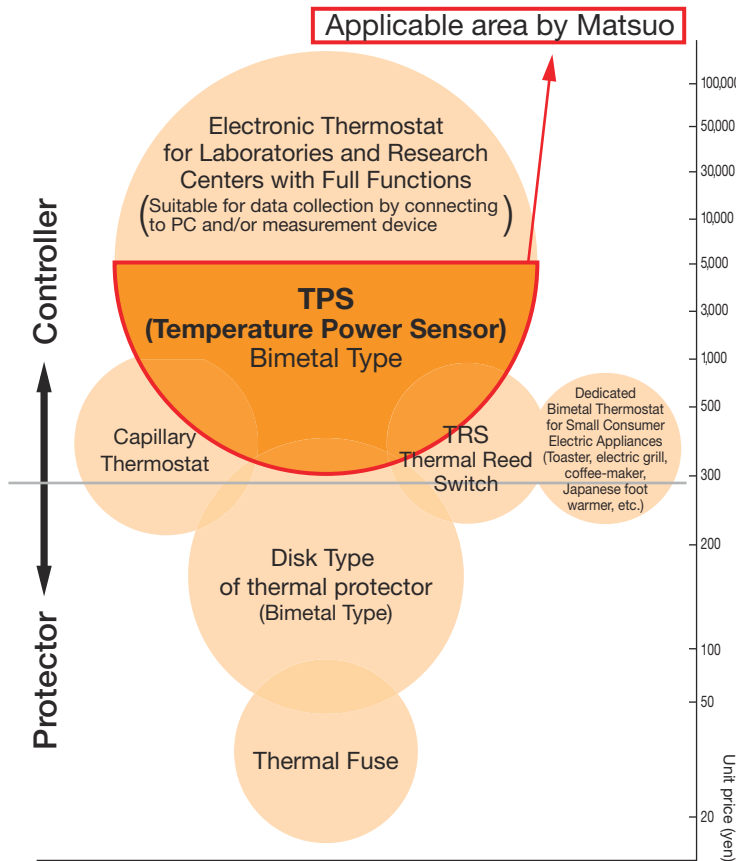 Applicable area by Matsuo
Electronic Thermostat
for Laboratories and Research
Centers with Full Functions
(Suitable for data collection by connecting
to PC and/or measurement device)
TPS
(Temperature Power Sensor)
Bimetal Type
Capillary
Thermostat
TRS
Thermal Reed
Switch
Dedicated
Bimetal Thermostat
for Small Consumer
Electric Appliances
(Toaster, electric grill,
coffee-maker,
Japanese foot
warmer, etc.)
Disk Type
of thermal protector
(Bimetal Type)
Thermal Fuse
Controller
Protector
100,000
50,000
30,000
10,000
5,000
3,000
1,000
500
300
200
100
50
20
Unit price (yen)